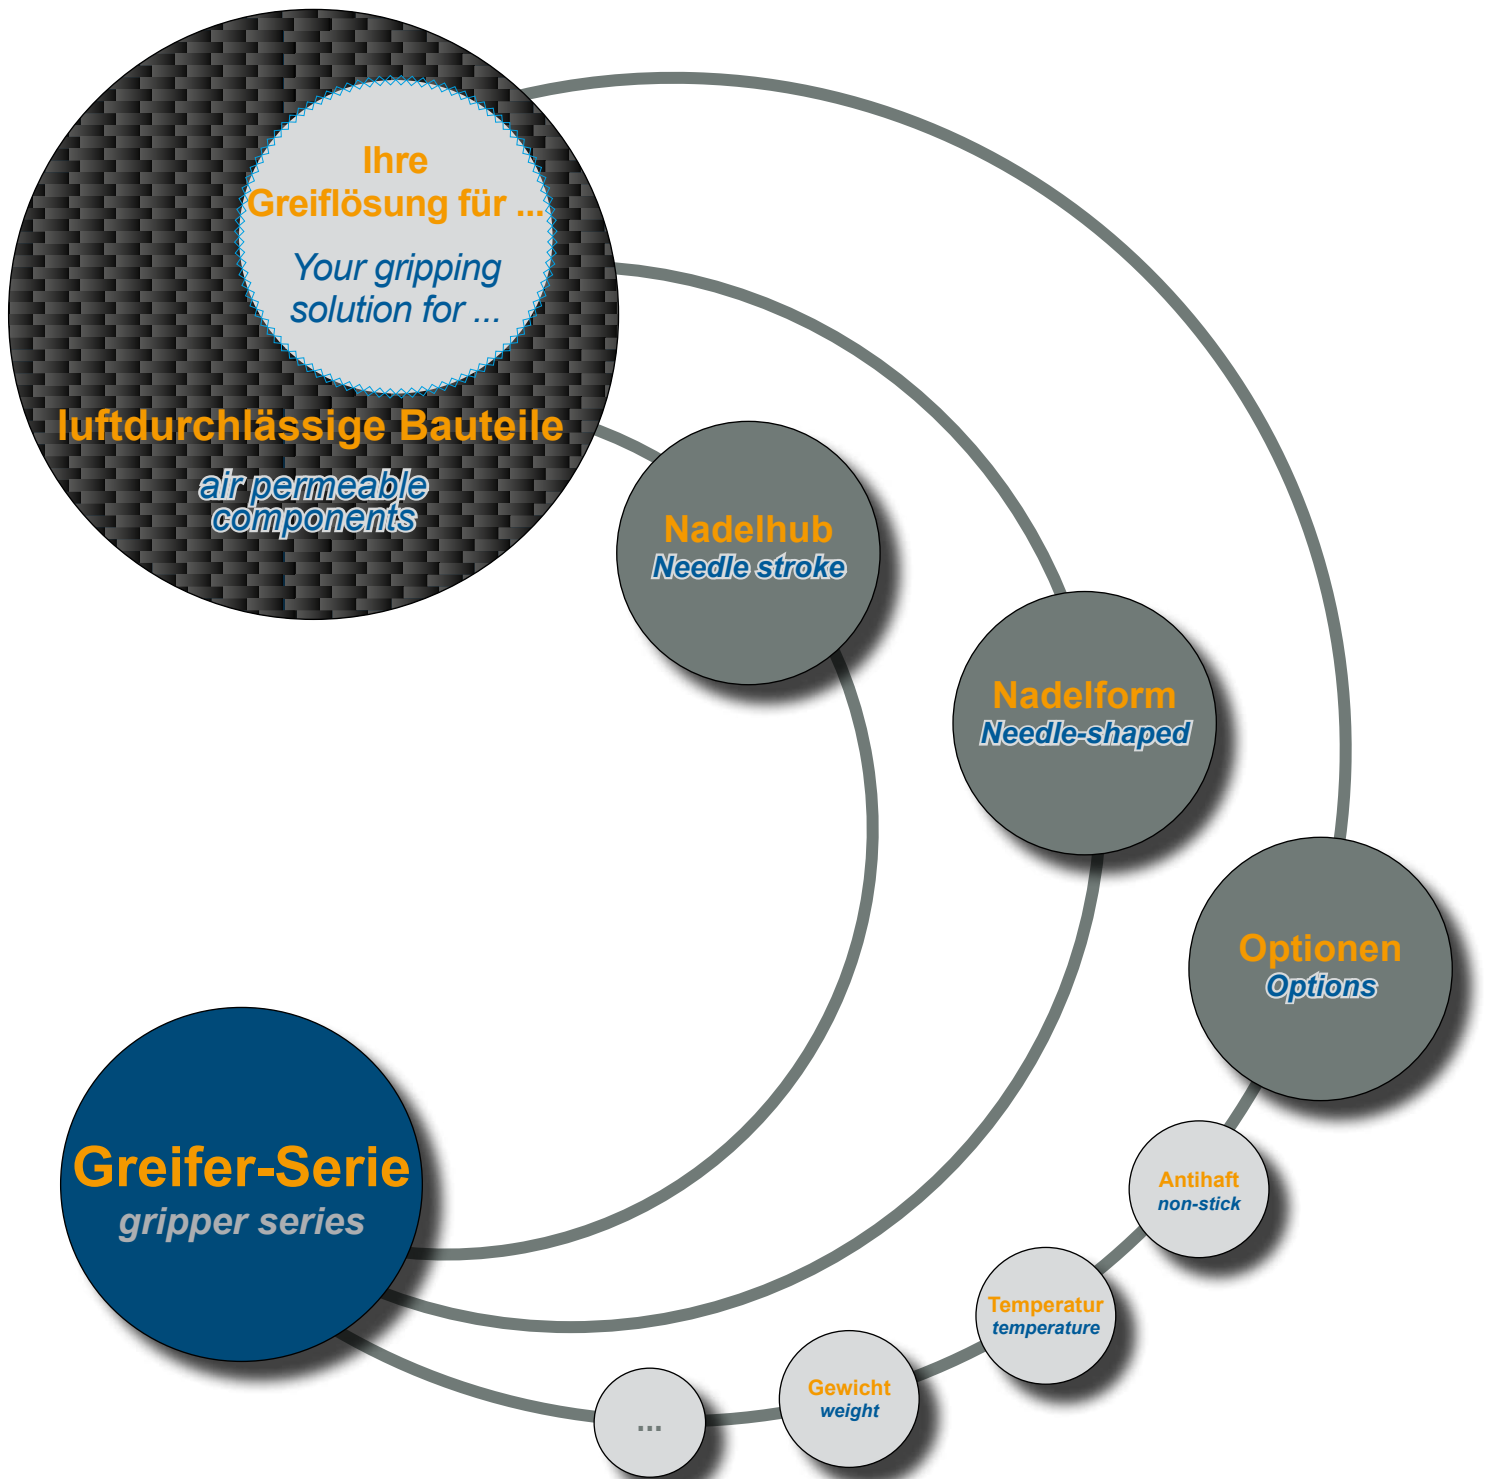 Ihre
Greiflösung für ...
Your gripping
solution for ...
luftdurchlässige Bauteile
air permeable
components
Nadelhub
Needle stroke
Nadelform
Needle-shaped
Optionen
Options
Antihaft
non-stick
Temperatur
temperature
Gewicht
weight
...
Greifer-Serie
gripper series